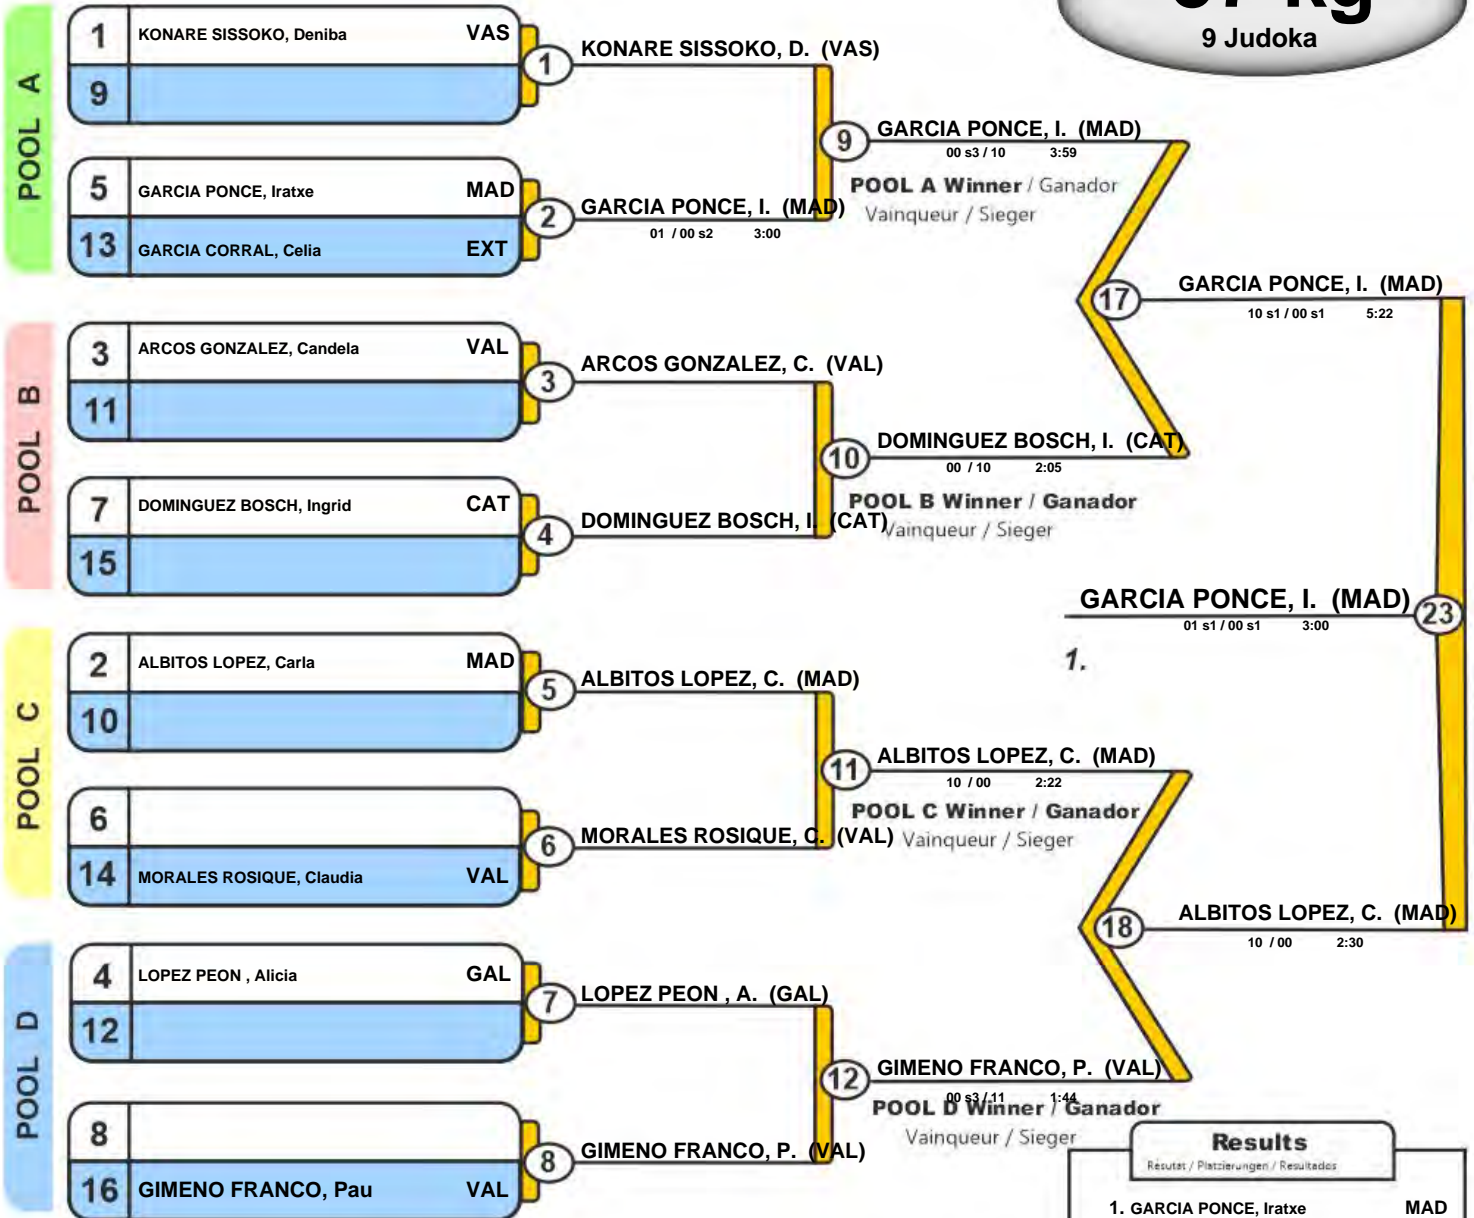 9 Judoka
POOL A
1 KONARE SISSOKO, Deniba VAS
9
1
KONARE SISSOKO, D. (VAS)
5 GARCIA PONCE, Iratxe MAD
13 GARCIA CORRAL, Celia EXT
2
GARCIA PONCE, I. (MAD)
01 / 00 s2 3:00
9
GARCIA PONCE, I. (MAD)
00 s3 / 10 3:59
POOL A Winner / Ganador
Vainqueur / Sieger
POOL B
3 ARCOS GONZALEZ, Candela VAL
11
3
ARCOS GONZALEZ, C. (VAL)
7 DOMINGUEZ BOSCH, Ingrid CAT
15
4
DOMINGUEZ BOSCH, I. (CAT)
10
DOMINGUEZ BOSCH, I. (CAT)
00 / 10 2:05
POOL B Winner / Ganador
Vainqueur / Sieger
17
GARCIA PONCE, I. (MAD)
10 s1 / 00 s1 5:22
GARCIA PONCE, I. (MAD)
01 s1 / 00 s1 3:00
23
1.
POOL C
2 ALBITOS LOPEZ, Carla MAD
10
5
ALBITOS LOPEZ, C. (MAD)
6
14 MORALES ROSIQUE, Claudia VAL
6
MORALES ROSIQUE, C. (VAL)
11
ALBITOS LOPEZ, C. (MAD)
10 / 00 2:22
POOL C Winner / Ganador
Vainqueur / Sieger
18
ALBITOS LOPEZ, C. (MAD)
10 / 00 2:30
POOL D
4 LOPEZ PEON , Alicia GAL
12
7
LOPEZ PEON , A. (GAL)
8
16 GIMENO FRANCO, Pau VAL
8
GIMENO FRANCO, P. (VAL)
12
GIMENO FRANCO, P. (VAL)
00 s3 / 11 1:44
POOL D Winner / Ganador
Vainqueur / Sieger
Results
Résutat / Platzierungen / Resultados
1. GARCIA PONCE, Iratxe MAD